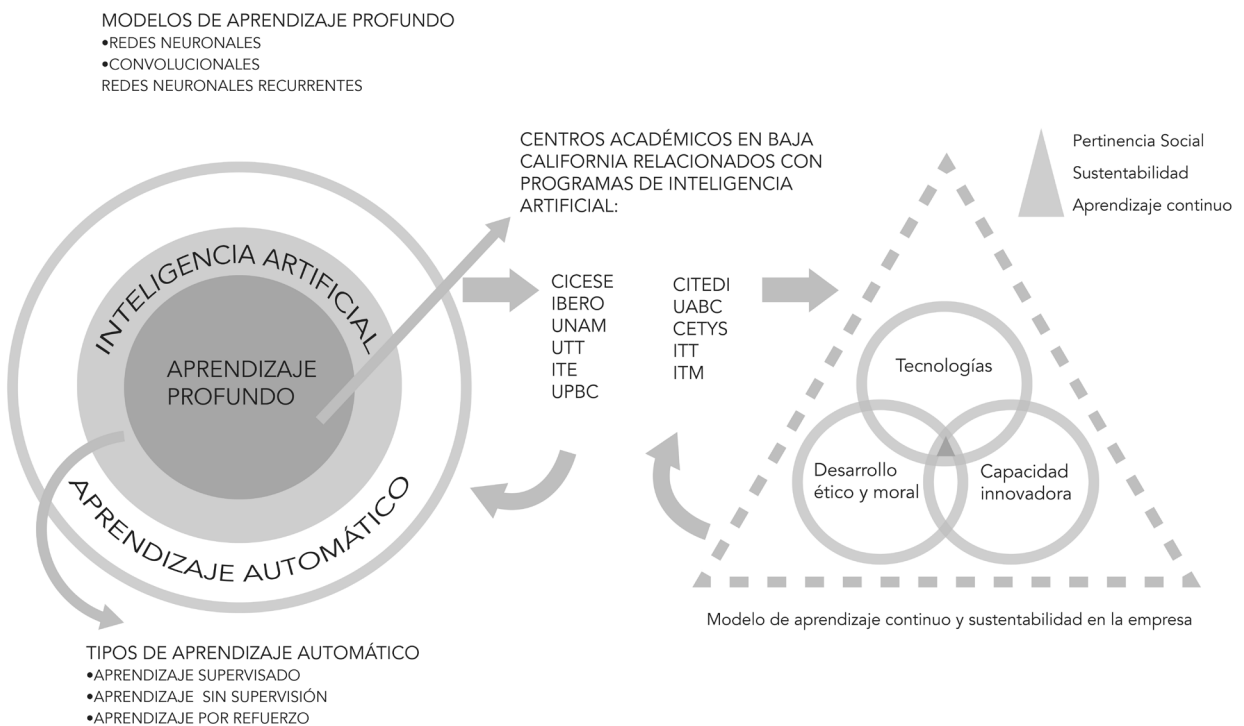 MODELOS DE APRENDIZAJE PROFUNDO
•REDES NEURONALES
•CONVOLUCIONALES
REDES NEURONALES RECURRENTES
INTELIGENCIA ARTIFICIAL
APRENDIZAJE
PROFUNDO
APRENDIZAJE AUTOMÁTICO
TIPOS DE APRENDIZAJE AUTOMÁTICO
•APRENDIZAJE SUPERVISADO
•APRENDIZAJE  SIN SUPERVISIÓN
•APRENDIZAJE POR REFUERZO
CENTROS ACADÉMICOS EN BAJA
CALIFORNIA RELACIONADOS CON
PROGRAMAS DE INTELIGENCIA
ARTIFICIAL:
CICESE
IBERO
UNAM
UTT
ITE
UPBC
CITEDI
UABC
CETYS
ITT
ITM
Pertinencia Social
Sustentabilidad
Aprendizaje continuo
Tecnologías
Desarrollo
ético y moral
Capacidad
innovadora
Modelo de aprendizaje continuo y sustentabilidad en la empresa